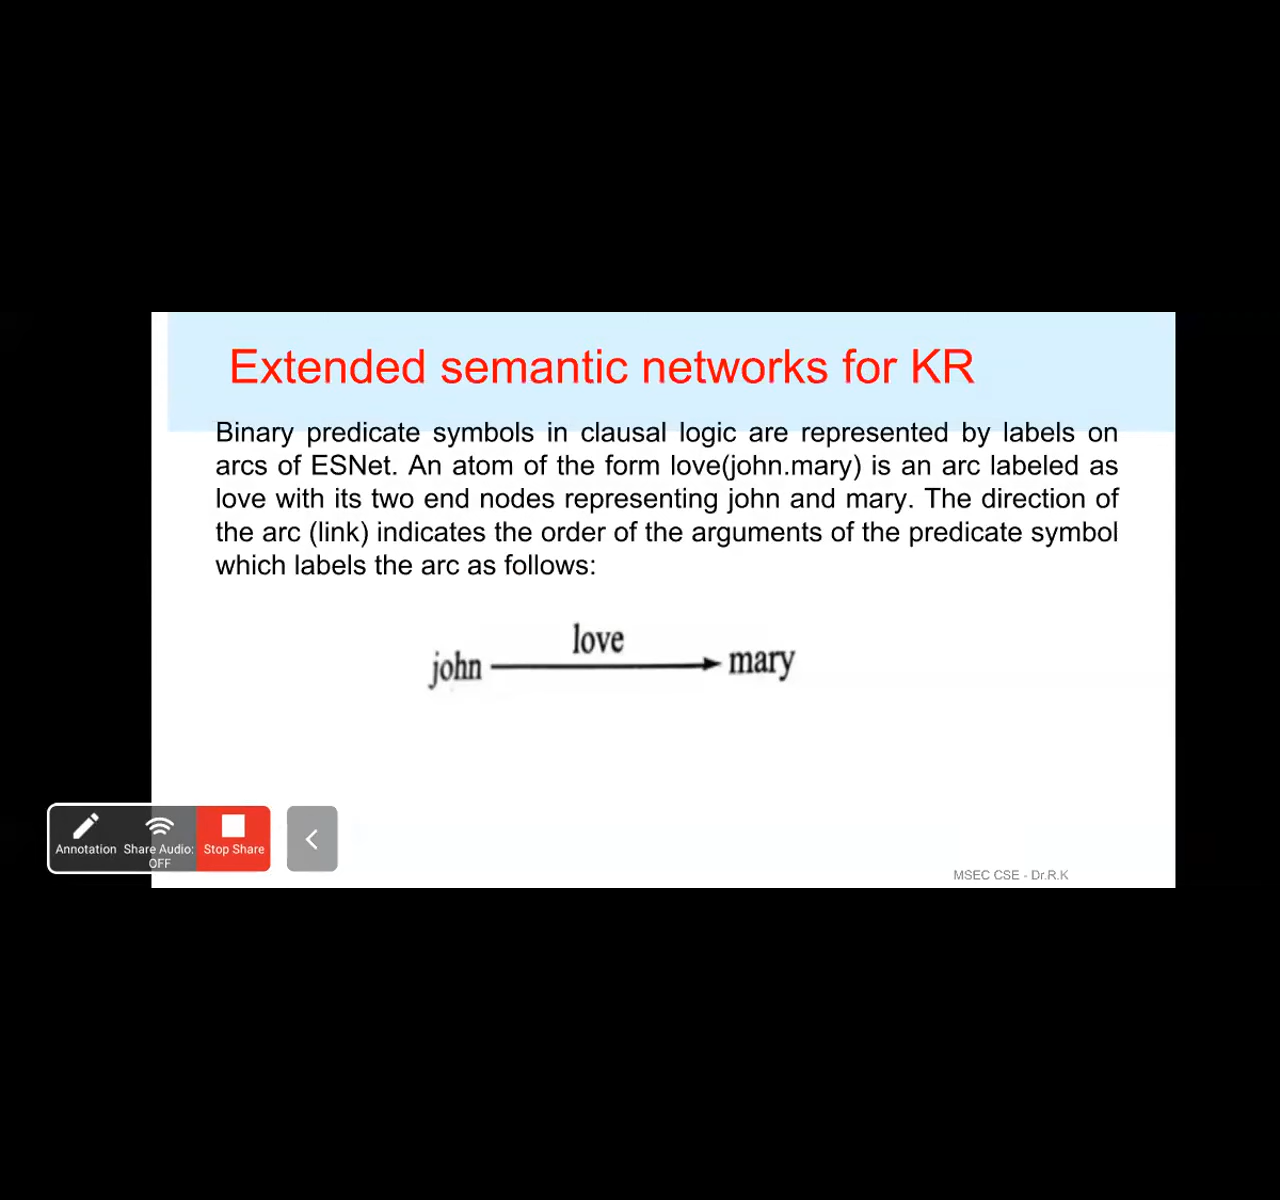 Extended semantic networks for KR
Binary predicate symbols in clausal logic are represented by labels on
arcs of ESNet. An atom of the form love(john.mary) is an arc labeled as
love with its two end nodes representing john and mary. The direction of
the arc (link) indicates the order of the arguments of the predicate symbol
which labels the arc as follows:
love
john mary
Annotation Share Audio: Stop Share
OFF
MSEC CSE - Dr.R.K